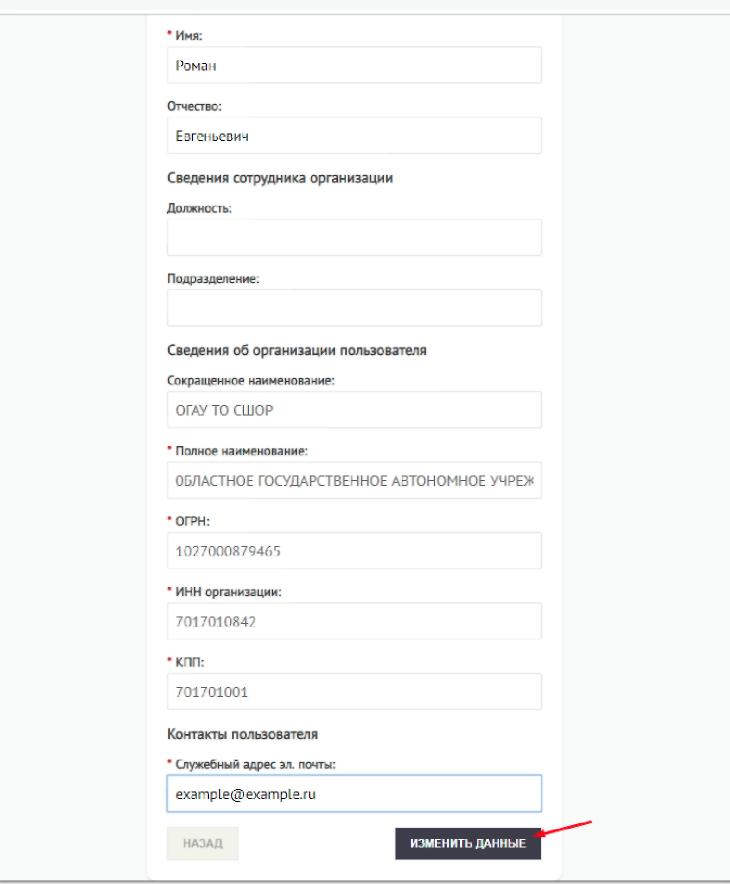 * Имя:
Роман
Отчество:
Евгеньевич
Сведения сотрудника организации
Должность:
Подразделение:
Сведения об организации пользователя
Сокращенное наименование:
ОГАУ ТО СШОР
* Полное наименование:
ОБЛАСТНОЕ ГОСУДАРСТВЕННОЕ АВТОНОМНОЕ УЧРЕЖ
* ОГРН:
1027000879465
* ИНН организации:
7017010842
* КПП:
701701001
Контакты пользователя
* Служебный адрес эл. почты:
example@example.ru
НАЗАД ИЗМЕНИТЬ ДАННЫЕ